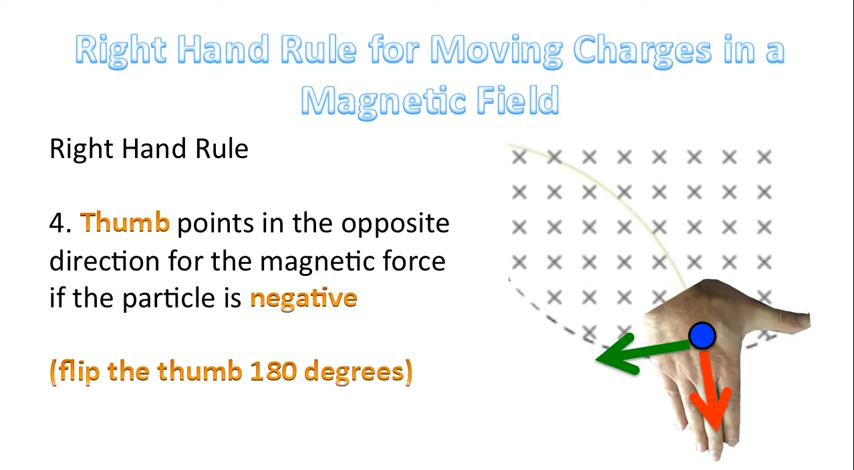 Right Hand Rule for Moving Charges in a
Magnetic Field
Right Hand Rule
4. Thumb points in the opposite
direction for the magnetic force
if the particle is negative
(flip the thumb 180 degrees)